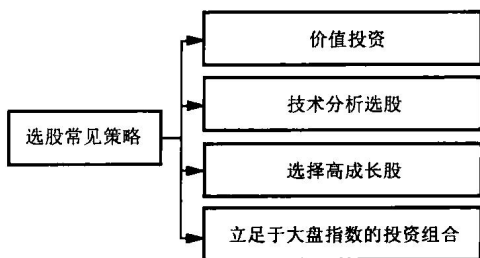 价值投资
技术分析选股
选股常见策略
选择高成长股
立足于大盘指数的投资组合